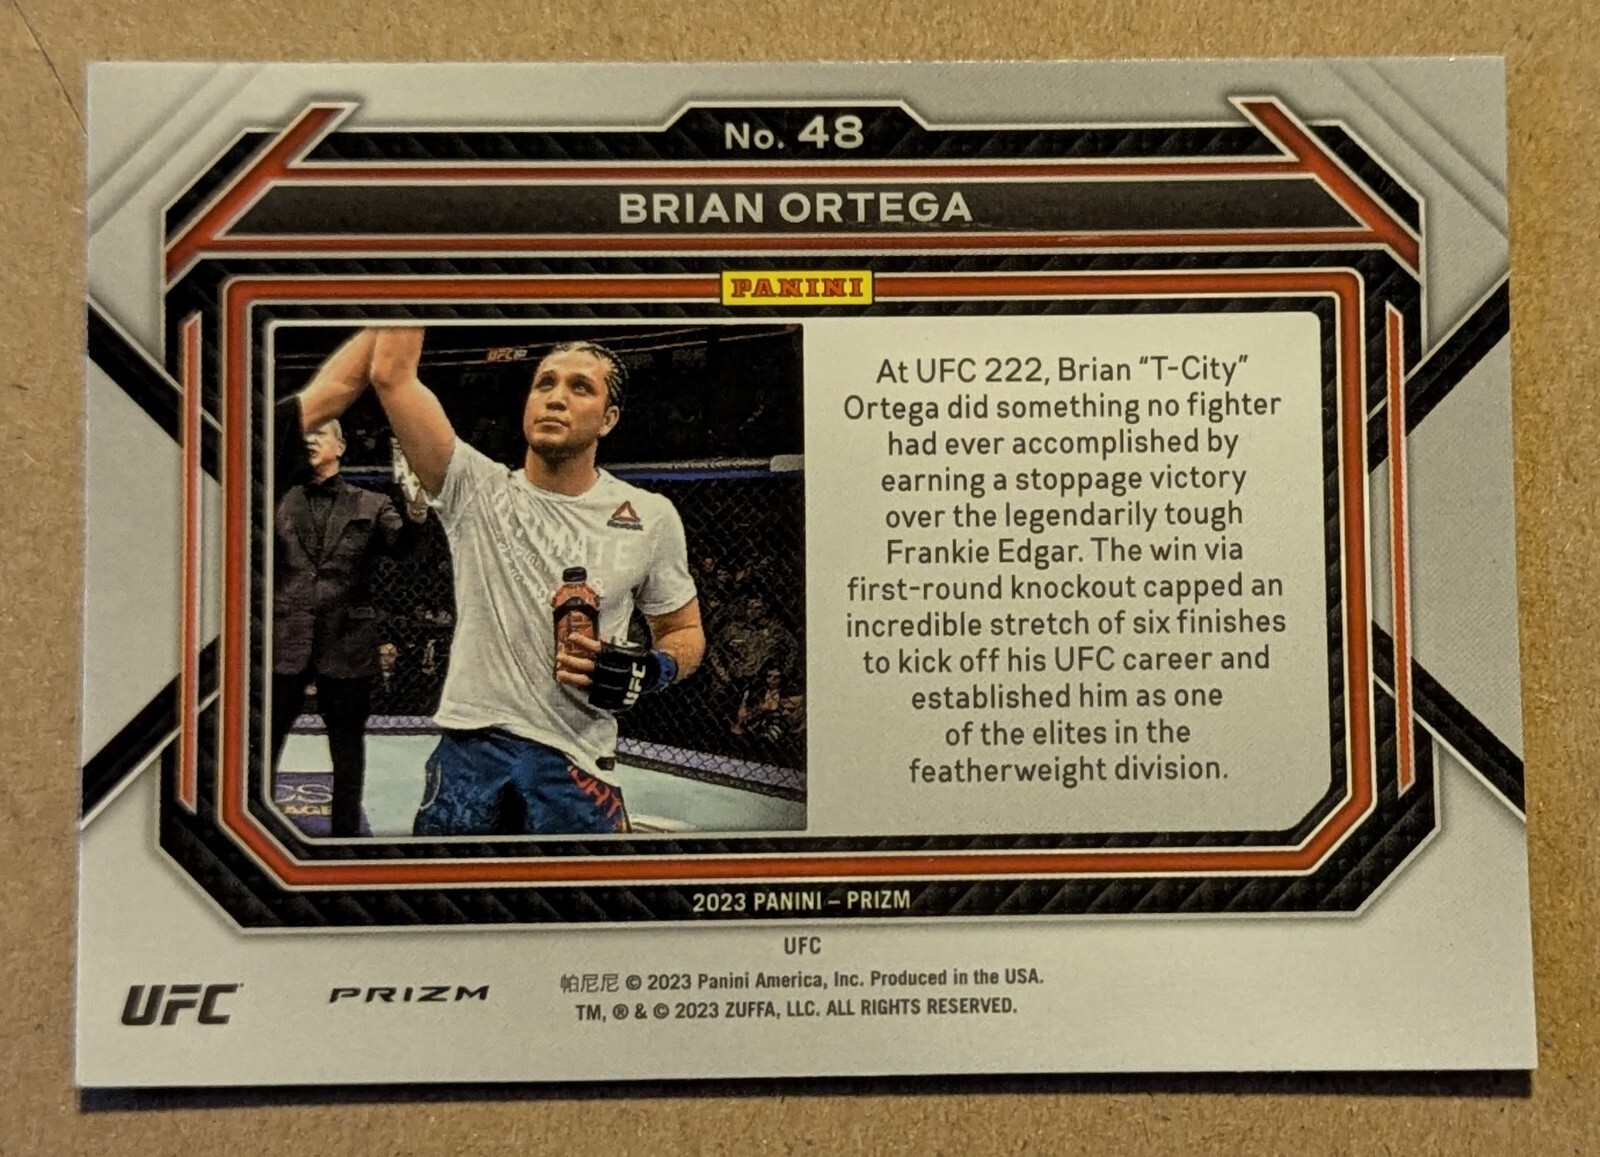 No. 48
BRIAN ORTEGA
PANINI
UFC
Reebok
UFC
At UFC 222, Brian “T-City”
Ortega did something no fighter
had ever accomplished by
earning a stoppage victory
over the legendarily tough
Frankie Edgar. The win via
first-round knockout capped an
incredible stretch of six finishes
to kick off his UFC career and
established him as one
of the elites in the
featherweight division.
2023 PANINI – PRIZM
UFC
UFC
PRIZM
帕尼尼 © 2023 Panini America, Inc. Produced in the USA.
TM, ® & © 2023 ZUFFA, LLC. ALL RIGHTS RESERVED.